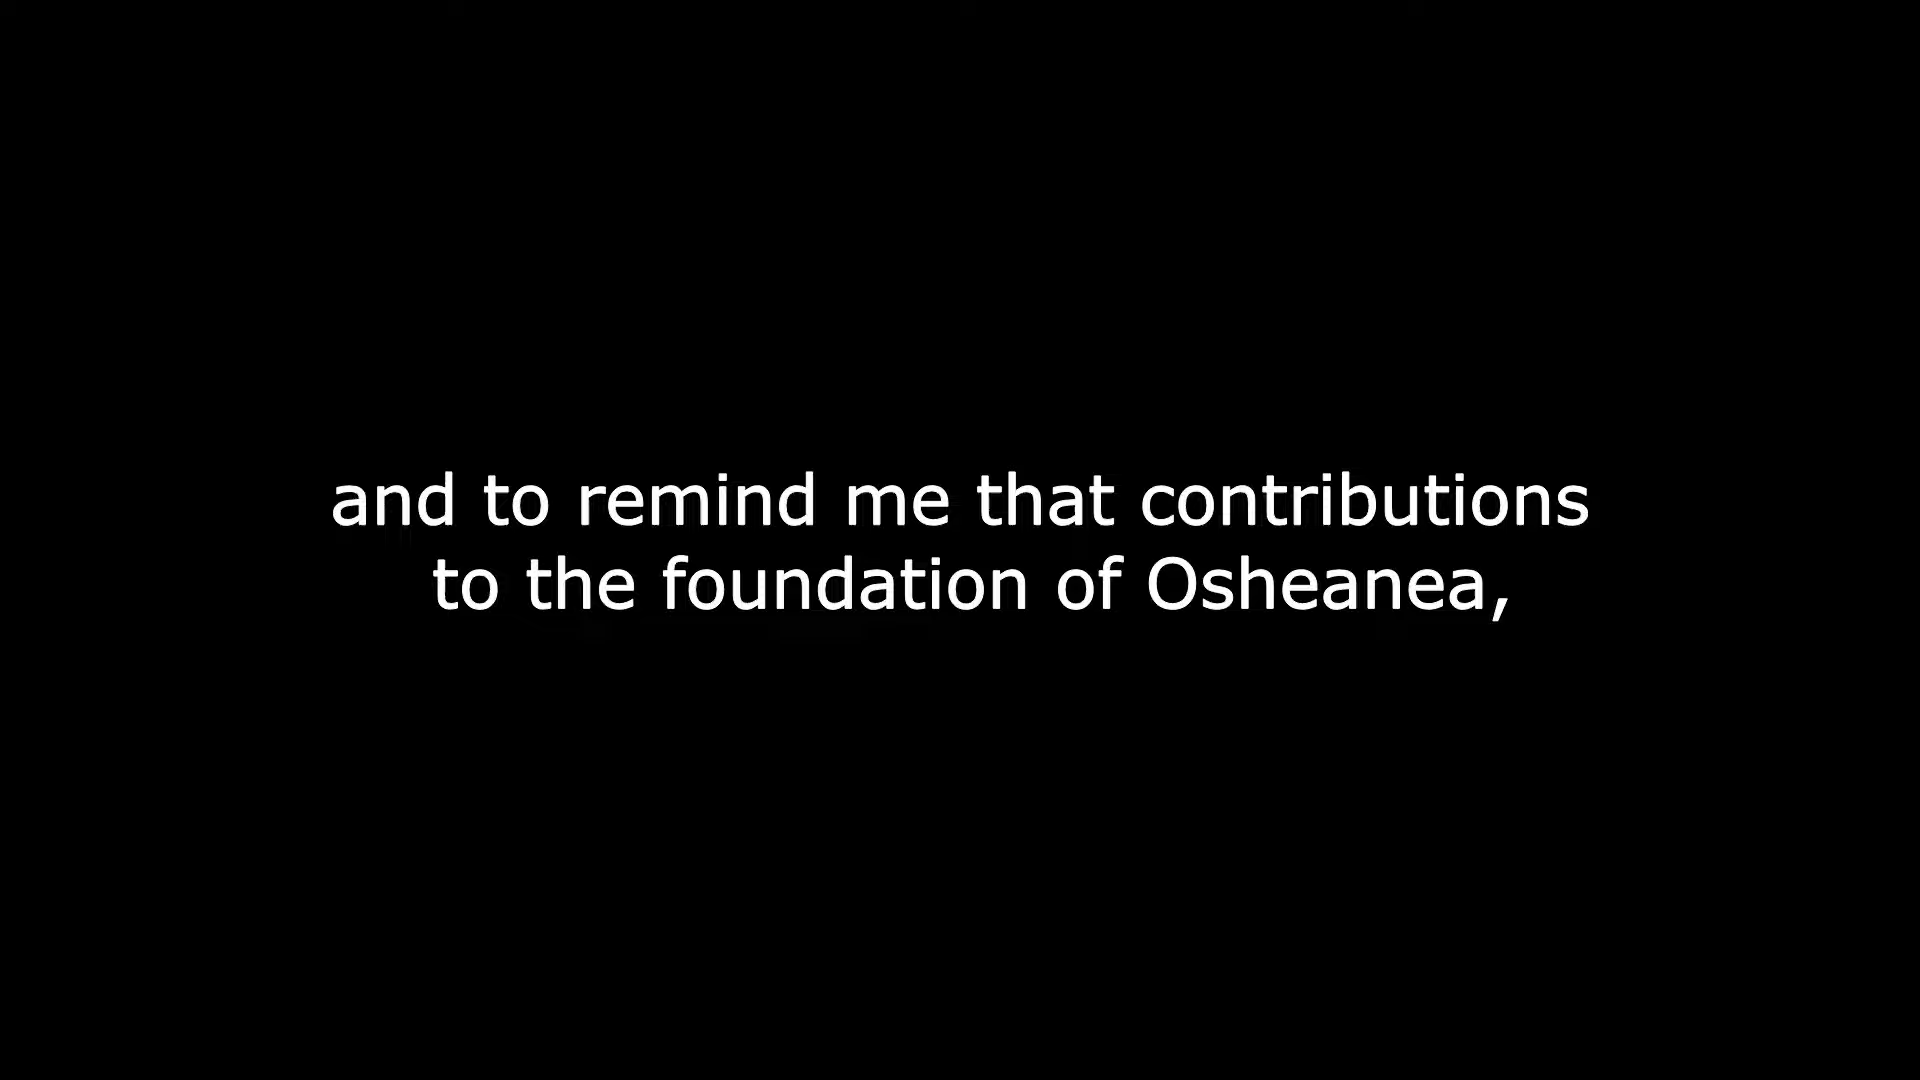 and to remind me that contributions
to the foundation of Osheanea,